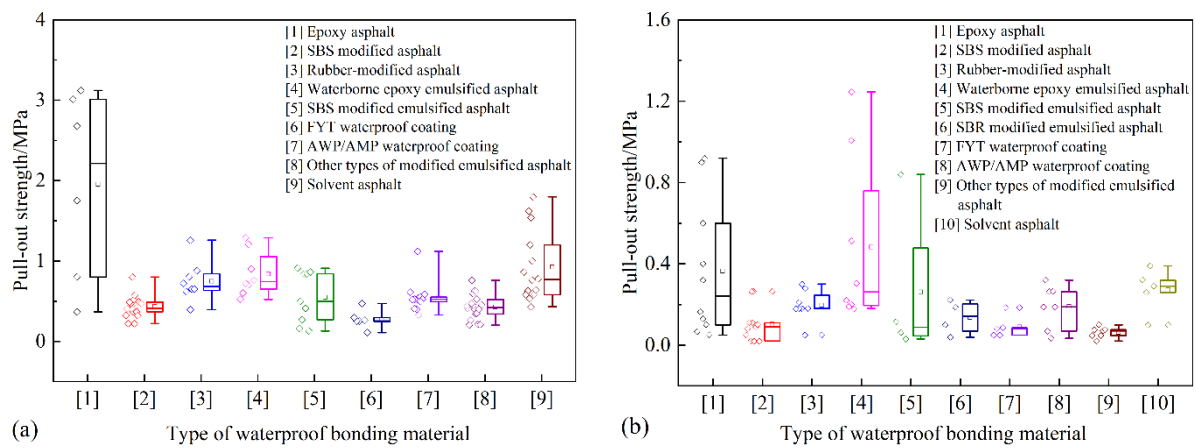 4
3
2
1
0
Pull-out strength/MPa
[1] Epoxy asphalt
[2] SBS modified asphalt
[3] Rubber-modified asphalt
[4] Waterborne epoxy emulsified asphalt
[5] SBS modified emulsified asphalt
[6] FYT waterproof coating
[7] AWP/AMP waterproof coating
[8] Other types of modified emulsified asphalt
[9] Solvent asphalt
[1] [2] [3] [4] [5] [6] [7] [8] [9]
(a) Type of waterproof bonding material
1.6
1.2
0.8
0.4
0.0
Pull-out strength/MPa
[1] Epoxy asphalt
[2] SBS modified asphalt
[3] Rubber-modified asphalt
[4] Waterborne epoxy emulsified asphalt
[5] SBS modified emulsified asphalt
[6] SBR modified emulsified asphalt
[7] FYT waterproof coating
[8] AWP/AMP waterproof coating
[9] Other types of modified emulsified
asphalt
[10] Solvent asphalt
[1] [2] [3] [4] [5] [6] [7] [8] [9] [10]
(b) Type of waterproof bonding material